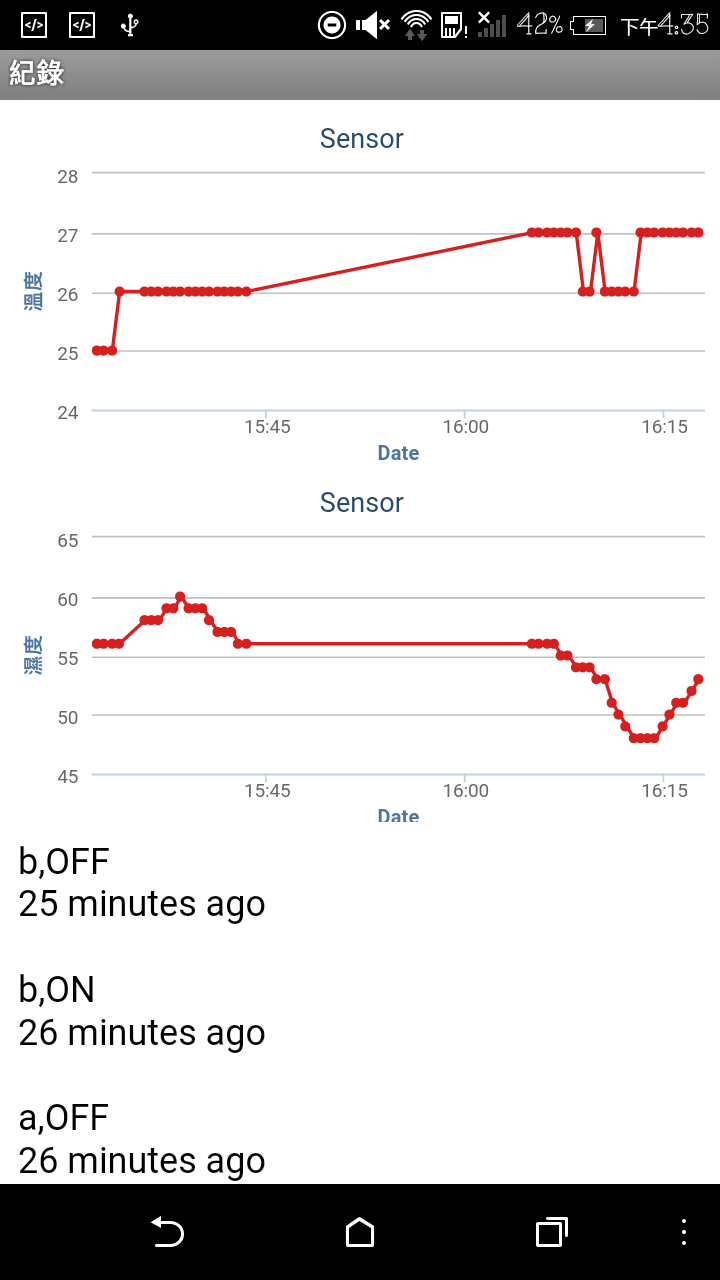 42% 下午4:35
紀錄
Sensor
28
27
26
25
24
溫度
15:45 16:00 16:15
Date
Sensor
65
60
55
50
45
濕度
15:45 16:00 16:15
Date
b,OFF
25 minutes ago
b,ON
26 minutes ago
a,OFF
26 minutes ago